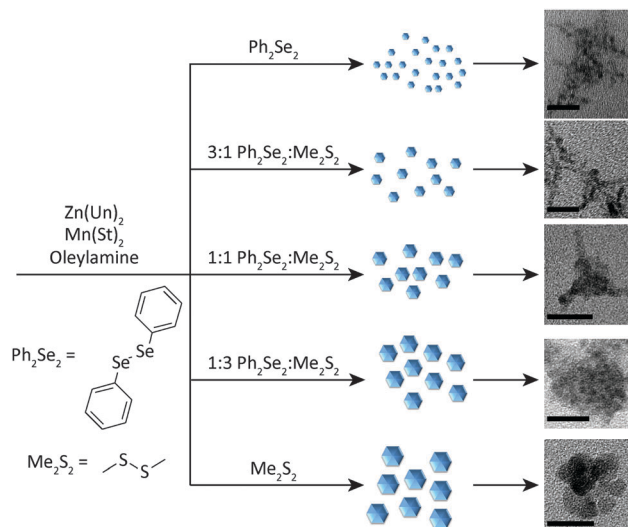 Ph₂Se₂
3:1 Ph₂Se₂:Me₂S₂
Zn(Un)₂
Mn(St)₂
Oleylamine
1:1 Ph₂Se₂:Me₂S₂
Ph₂Se₂ =
Se
Se
1:3 Ph₂Se₂:Me₂S₂
Me₂S₂ =
S
S
Me₂S₂